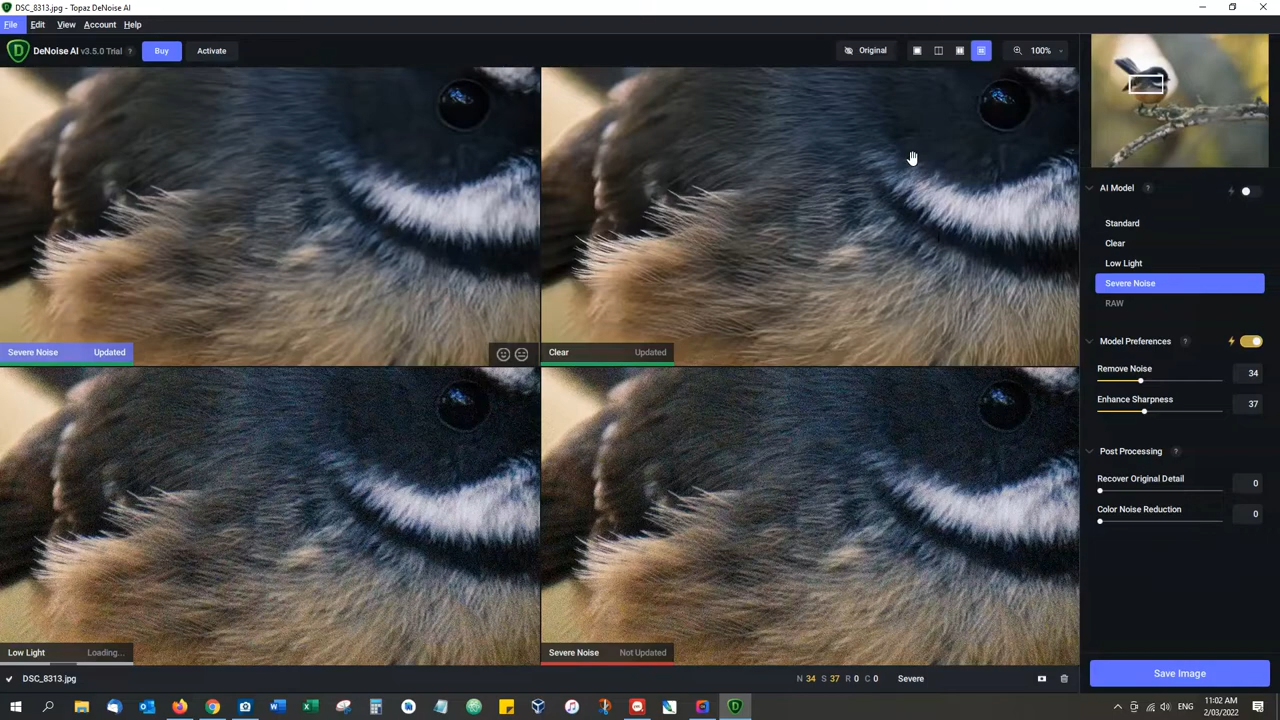 DSC_8313.jpg - Topaz DeNoise AI
File Edit View Account Help
DeNoise AI v3.5.0 Trial ? Buy Activate Original 100%
AI Model ?
Standard
Clear
Low Light
Severe Noise
RAW
Severe Noise Updated
Clear Updated
Model Preferences ?
Remove Noise 34
Enhance Sharpness 37
Post Processing ?
Recover Original Detail 0
Color Noise Reduction 0
Low Light Loading...
Severe Noise Not Updated
DSC_8313.jpg N 34 S 37 R 0 C 0 Severe
Save Image
ENG
11:02 AM
2/03/2022